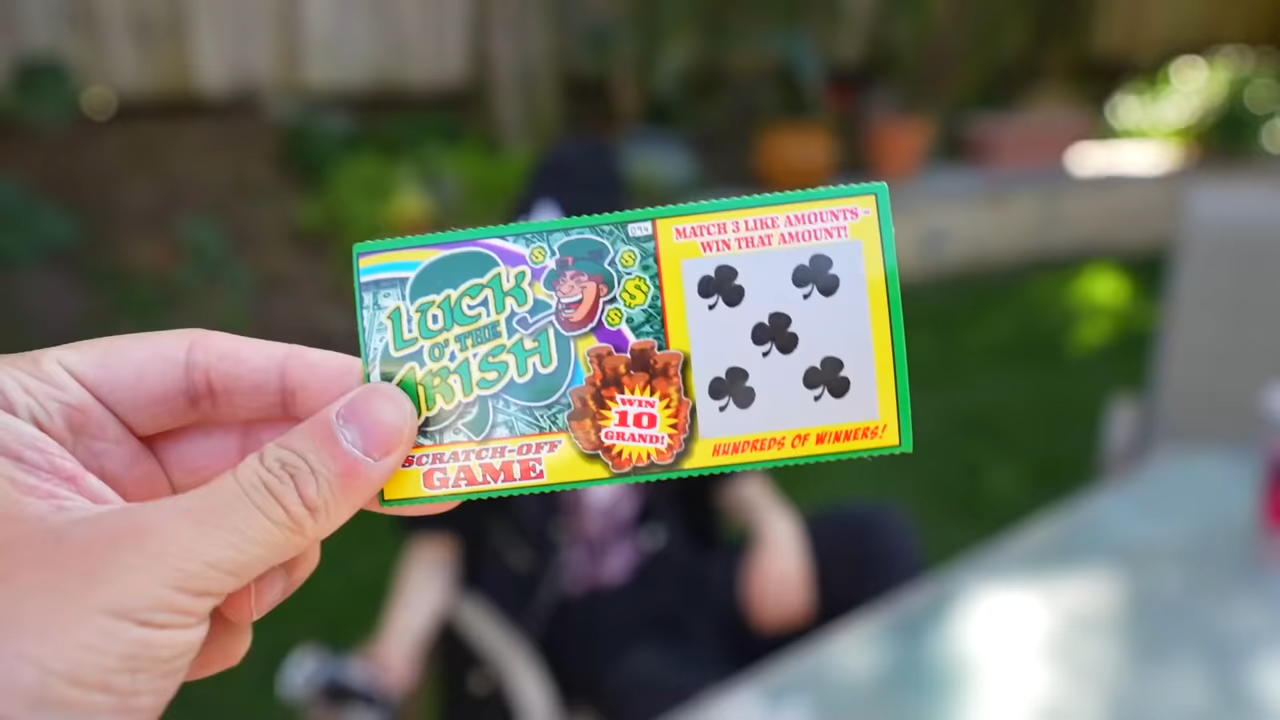 LUCK
O' THE
IRISH
$
$
$
$
094
WIN
10
GRAND!
SCRATCH-OFF
GAME
MATCH 3 LIKE AMOUNTS -
WIN THAT AMOUNT!
HUNDREDS OF WINNERS!